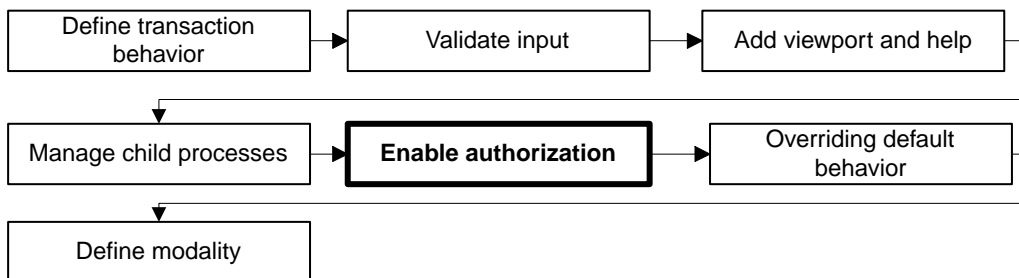 Define transaction
behavior
Validate input
Add viewport and help
Manage child processes
Enable authorization
Overriding default
behavior
Define modality